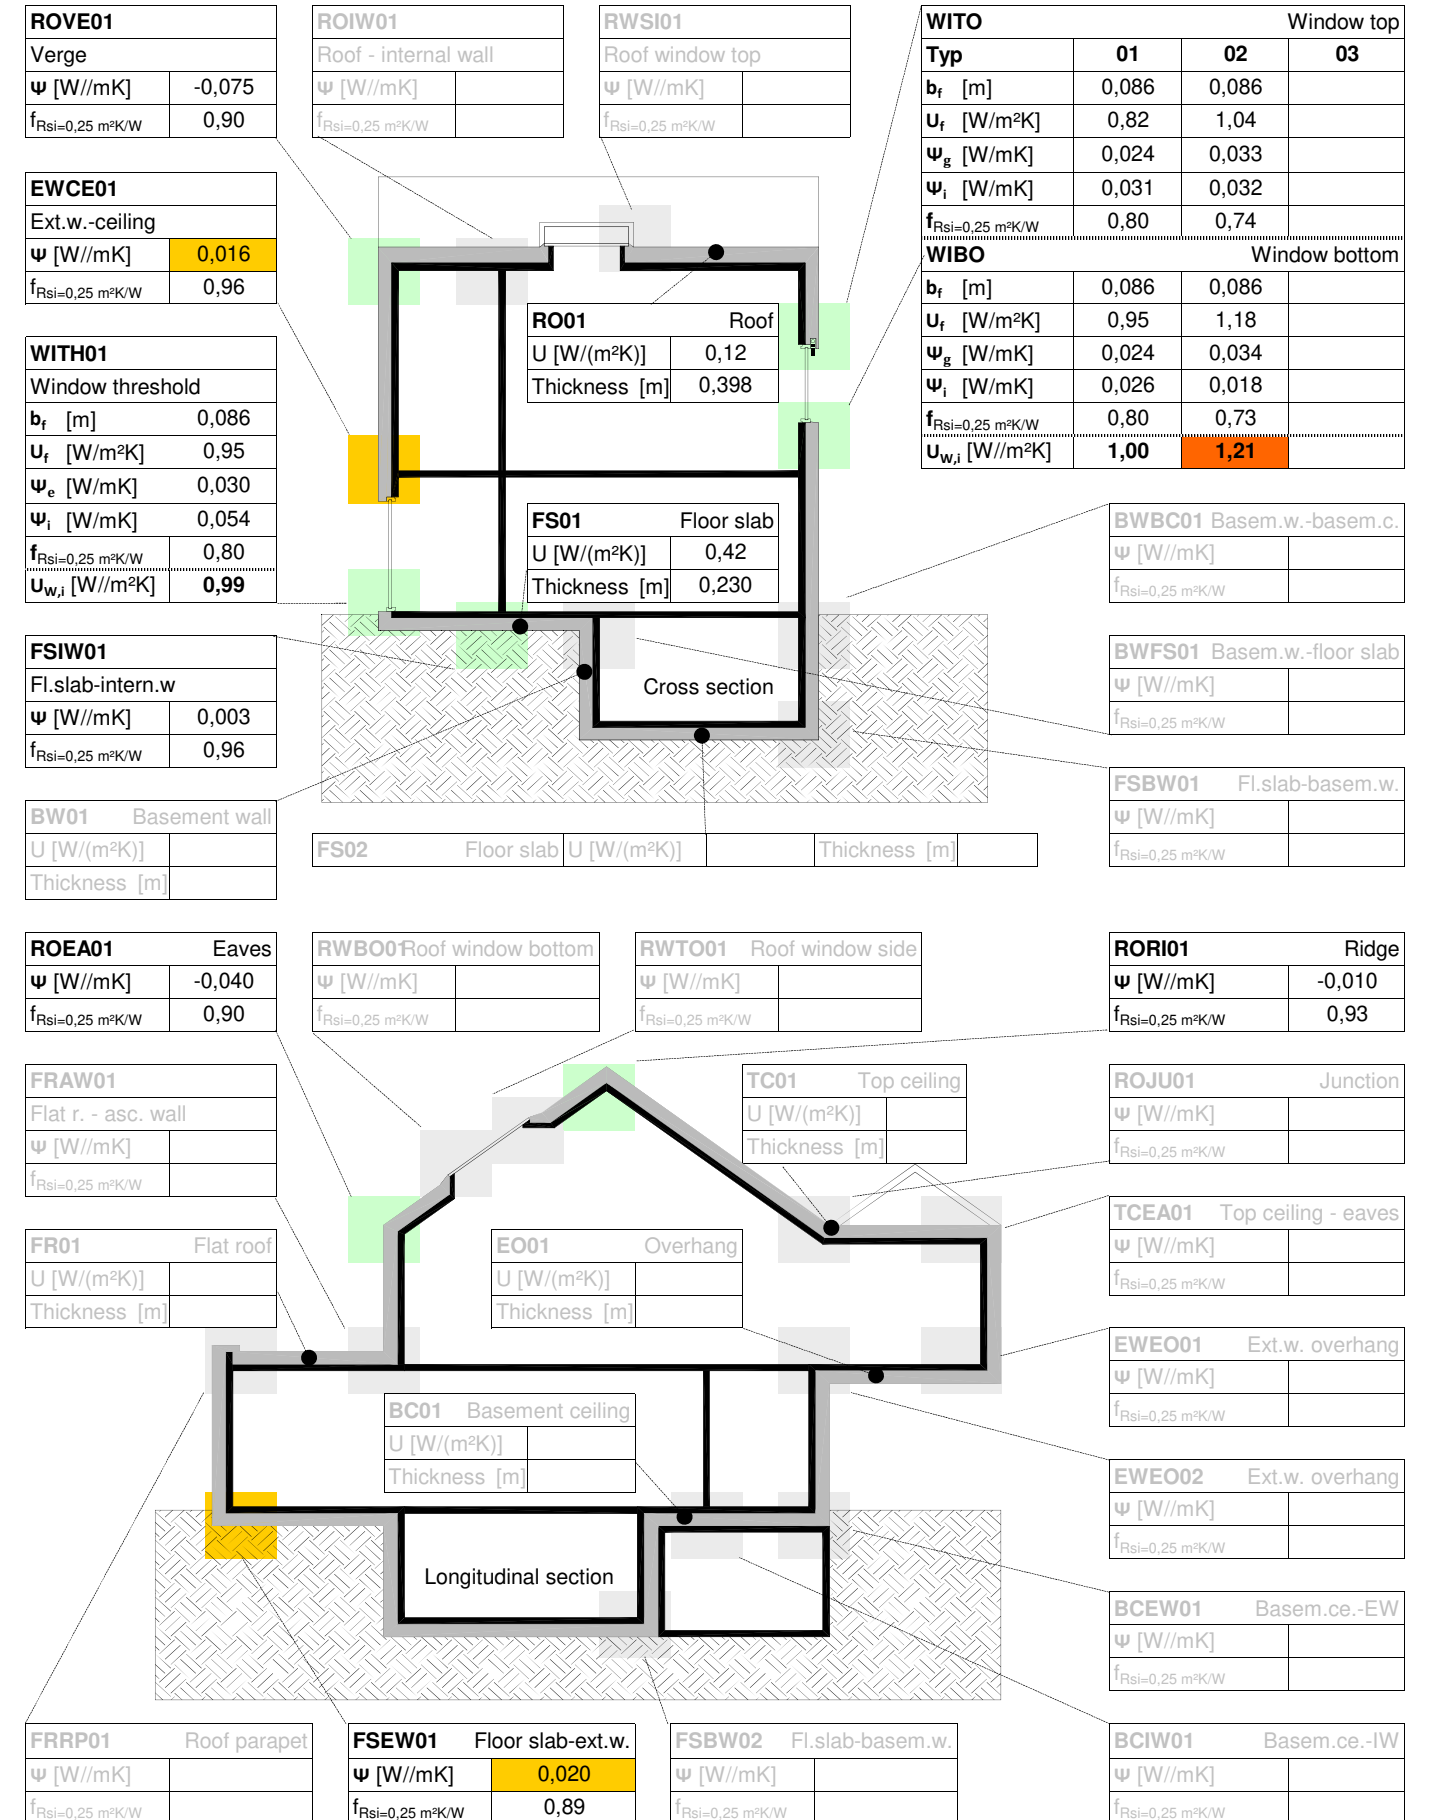 ROVE01
Verge
Ψ [W//mK] -0,075
fRsi=0,25 m²K/W 0,90
ROIW01
Roof - internal wall
Ψ [W//mK]
fRsi=0,25 m²K/W
RWSI01
Roof window top
Ψ [W//mK]
fRsi=0,25 m²K/W
WITO Window top
Typ 01 02 03
bf [m] 0,086 0,086
Uf [W/m²K] 0,82 1,04
Ψg [W/mK] 0,024 0,033
Ψi [W/mK] 0,031 0,032
fRsi=0,25 m²K/W 0,80 0,74
WIBO Window bottom
bf [m] 0,086 0,086
Uf [W/m²K] 0,95 1,18
Ψg [W/mK] 0,024 0,034
Ψi [W/mK] 0,026 0,018
fRsi=0,25 m²K/W 0,80 0,73
UW,i [W//m²K] 1,00 1,21
EWCE01
Ext.w.-ceiling
Ψ [W//mK] 0,016
fRsi=0,25 m²K/W 0,96
RO01 Roof
U [W/(m²K)] 0,12
Thickness [m] 0,398
WITH01
Window threshold
bf [m] 0,086
Uf [W/m²K] 0,95
Ψe [W/mK] 0,030
Ψi [W/mK] 0,054
fRsi=0,25 m²K/W 0,80
UW,i [W//m²K] 0,99
FS01 Floor slab
U [W/(m²K)] 0,42
Thickness [m] 0,230
BWBC01 Basem.w.-basem.c.
Ψ [W//mK]
fRsi=0,25 m²K/W
FSIW01
Fl.slab-intern.w
Ψ [W//mK] 0,003
fRsi=0,25 m²K/W 0,96
Cross section
BWFS01 Basem.w.-floor slab
Ψ [W//mK]
fRsi=0,25 m²K/W
FSBW01 Fl.slab-basem.w.
Ψ [W//mK]
fRsi=0,25 m²K/W
BW01 Basement wall
U [W/(m²K)]
Thickness [m]
FS02 Floor slab U [W/(m²K)] Thickness [m]
ROEA01 Eaves
Ψ [W//mK] -0,040
fRsi=0,25 m²K/W 0,90
RWBO01 Roof window bottom
Ψ [W//mK]
fRsi=0,25 m²K/W
RWTO01 Roof window side
Ψ [W//mK]
fRsi=0,25 m²K/W
RORI01 Ridge
Ψ [W//mK] -0,010
fRsi=0,25 m²K/W 0,93
FRAW01
Flat r. - asc. wall
Ψ [W//mK]
fRsi=0,25 m²K/W
TC01 Top ceiling
U [W/(m²K)]
Thickness [m]
ROJU01 Junction
Ψ [W//mK]
fRsi=0,25 m²K/W
FR01 Flat roof
U [W/(m²K)]
Thickness [m]
EO01 Overhang
U [W/(m²K)]
Thickness [m]
TCEA01 Top ceiling - eaves
Ψ [W//mK]
fRsi=0,25 m²K/W
EWEO01 Ext.w. overhang
Ψ [W//mK]
fRsi=0,25 m²K/W
BC01 Basement ceiling
U [W/(m²K)]
Thickness [m]
EWEO02 Ext.w. overhang
Ψ [W//mK]
fRsi=0,25 m²K/W
Longitudinal section
BCEW01 Basem.ce.-EW
Ψ [W//mK]
fRsi=0,25 m²K/W
FRRP01 Roof parapet
Ψ [W//mK]
fRsi=0,25 m²K/W
FSEW01 Floor slab-ext.w.
Ψ [W//mK] 0,020
fRsi=0,25 m²K/W 0,89
FSBW02 Fl.slab-basem.w.
Ψ [W//mK]
fRsi=0,25 m²K/W
BCIW01 Basem.ce.-IW
Ψ [W//mK]
fRsi=0,25 m²K/W